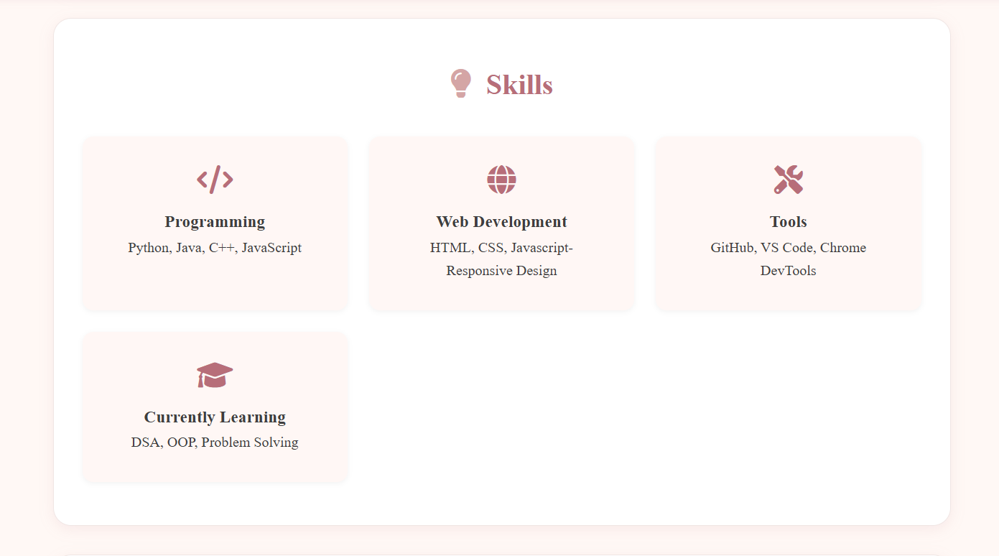 Skills
Programming
Python, Java, C++, JavaScript
Web Development
HTML, CSS, Javascript-
Responsive Design
Tools
GitHub, VS Code, Chrome
DevTools
Currently Learning
DSA, OOP, Problem Solving